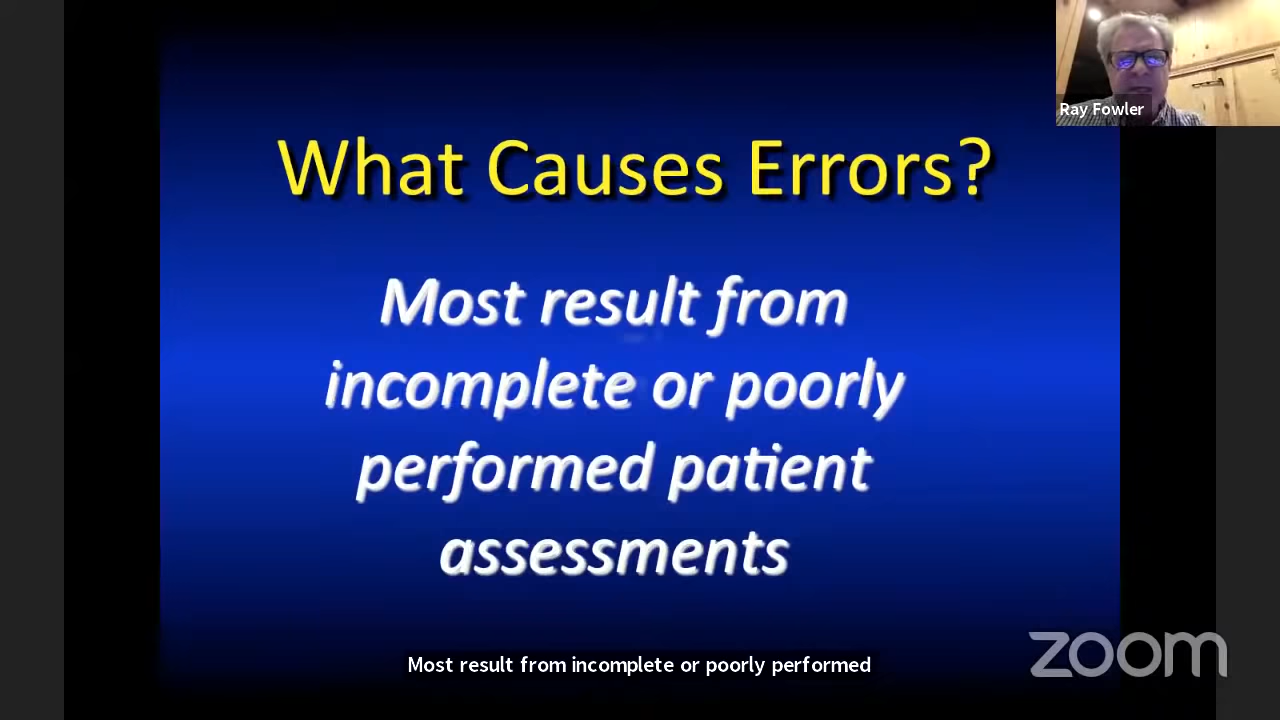 Ray Fowler
What Causes Errors?
Most result from
incomplete or poorly
performed patient
assessments
Most result from incomplete or poorly performed
zoom